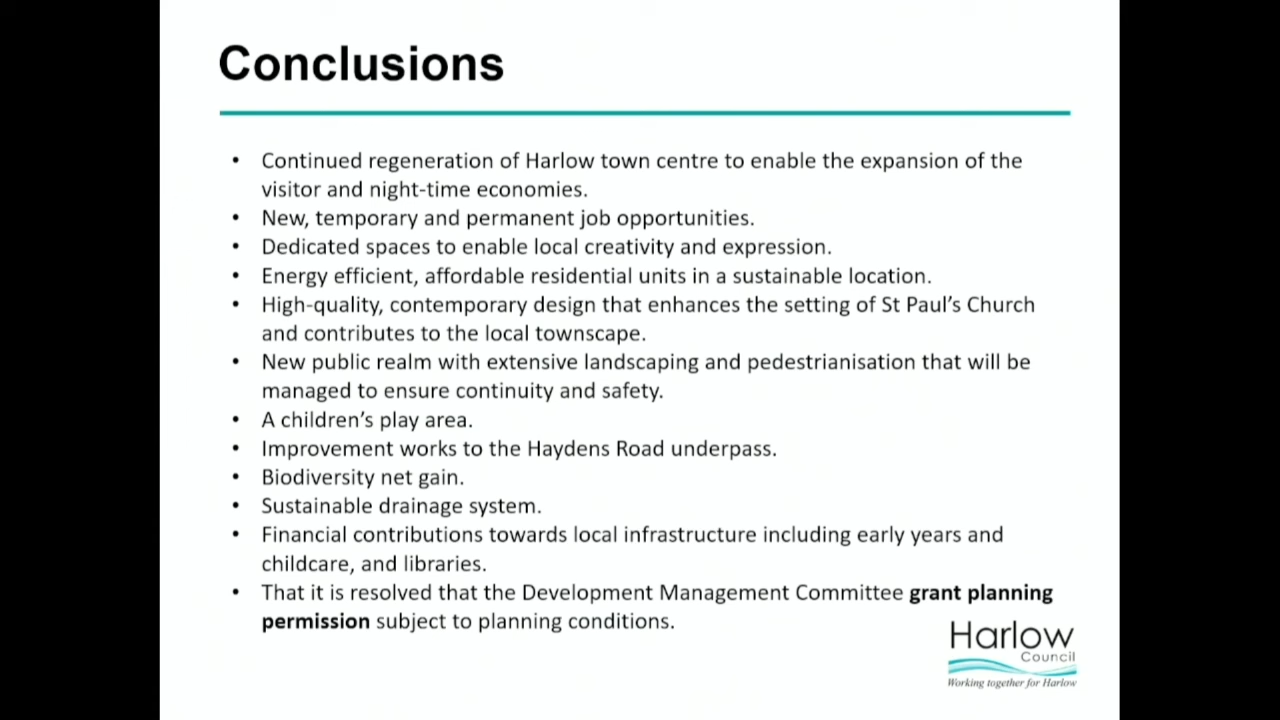 Conclusions
• Continued regeneration of Harlow town centre to enable the expansion of the
visitor and night-time economies.
• New, temporary and permanent job opportunities.
• Dedicated spaces to enable local creativity and expression.
• Energy efficient, affordable residential units in a sustainable location.
• High-quality, contemporary design that enhances the setting of St Paul’s Church
and contributes to the local townscape.
• New public realm with extensive landscaping and pedestrianisation that will be
managed to ensure continuity and safety.
• A children’s play area.
• Improvement works to the Haydens Road underpass.
• Biodiversity net gain.
• Sustainable drainage system.
• Financial contributions towards local infrastructure including early years and
childcare, and libraries.
• That it is resolved that the Development Management Committee grant planning
permission subject to planning conditions.
Harlow
Council
Working together for Harlow